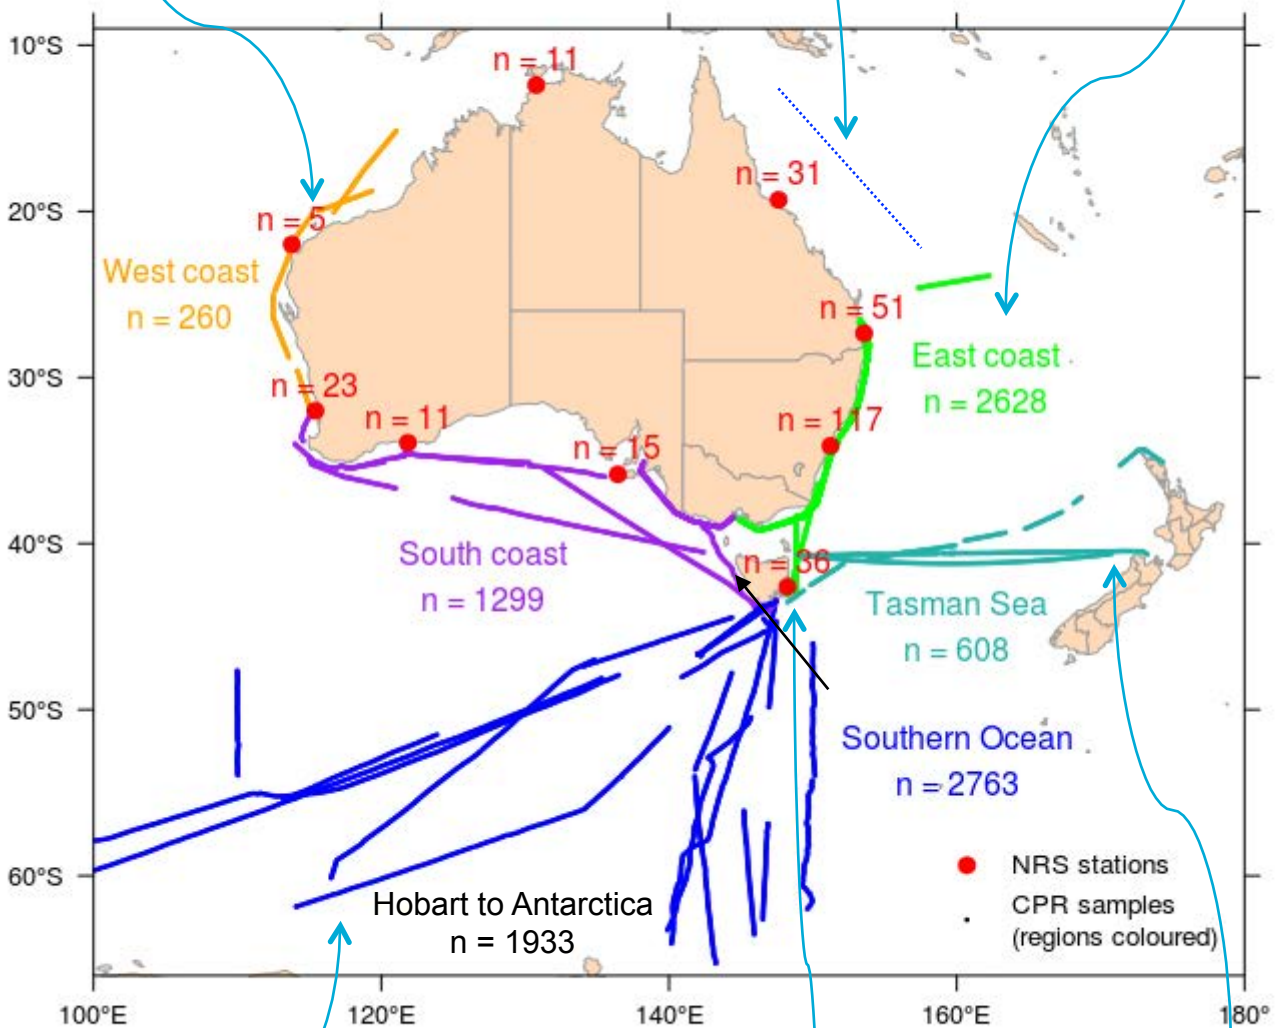 10°S
n = 11
n = 31
20°S
n = 5
West coast
n = 260
n = 51
30°S
East coast
n = 2628
n = 23
n = 11
n = 117
n = 15
40°S
South coast
n = 1299
n = 36
Tasman Sea
n = 608
50°S
Southern Ocean
n = 2763
60°S
NRS stations
Hobart to Antarctica
n = 1933
CPR samples
(regions coloured)
100°E 120°E 140°E 160°E 180°